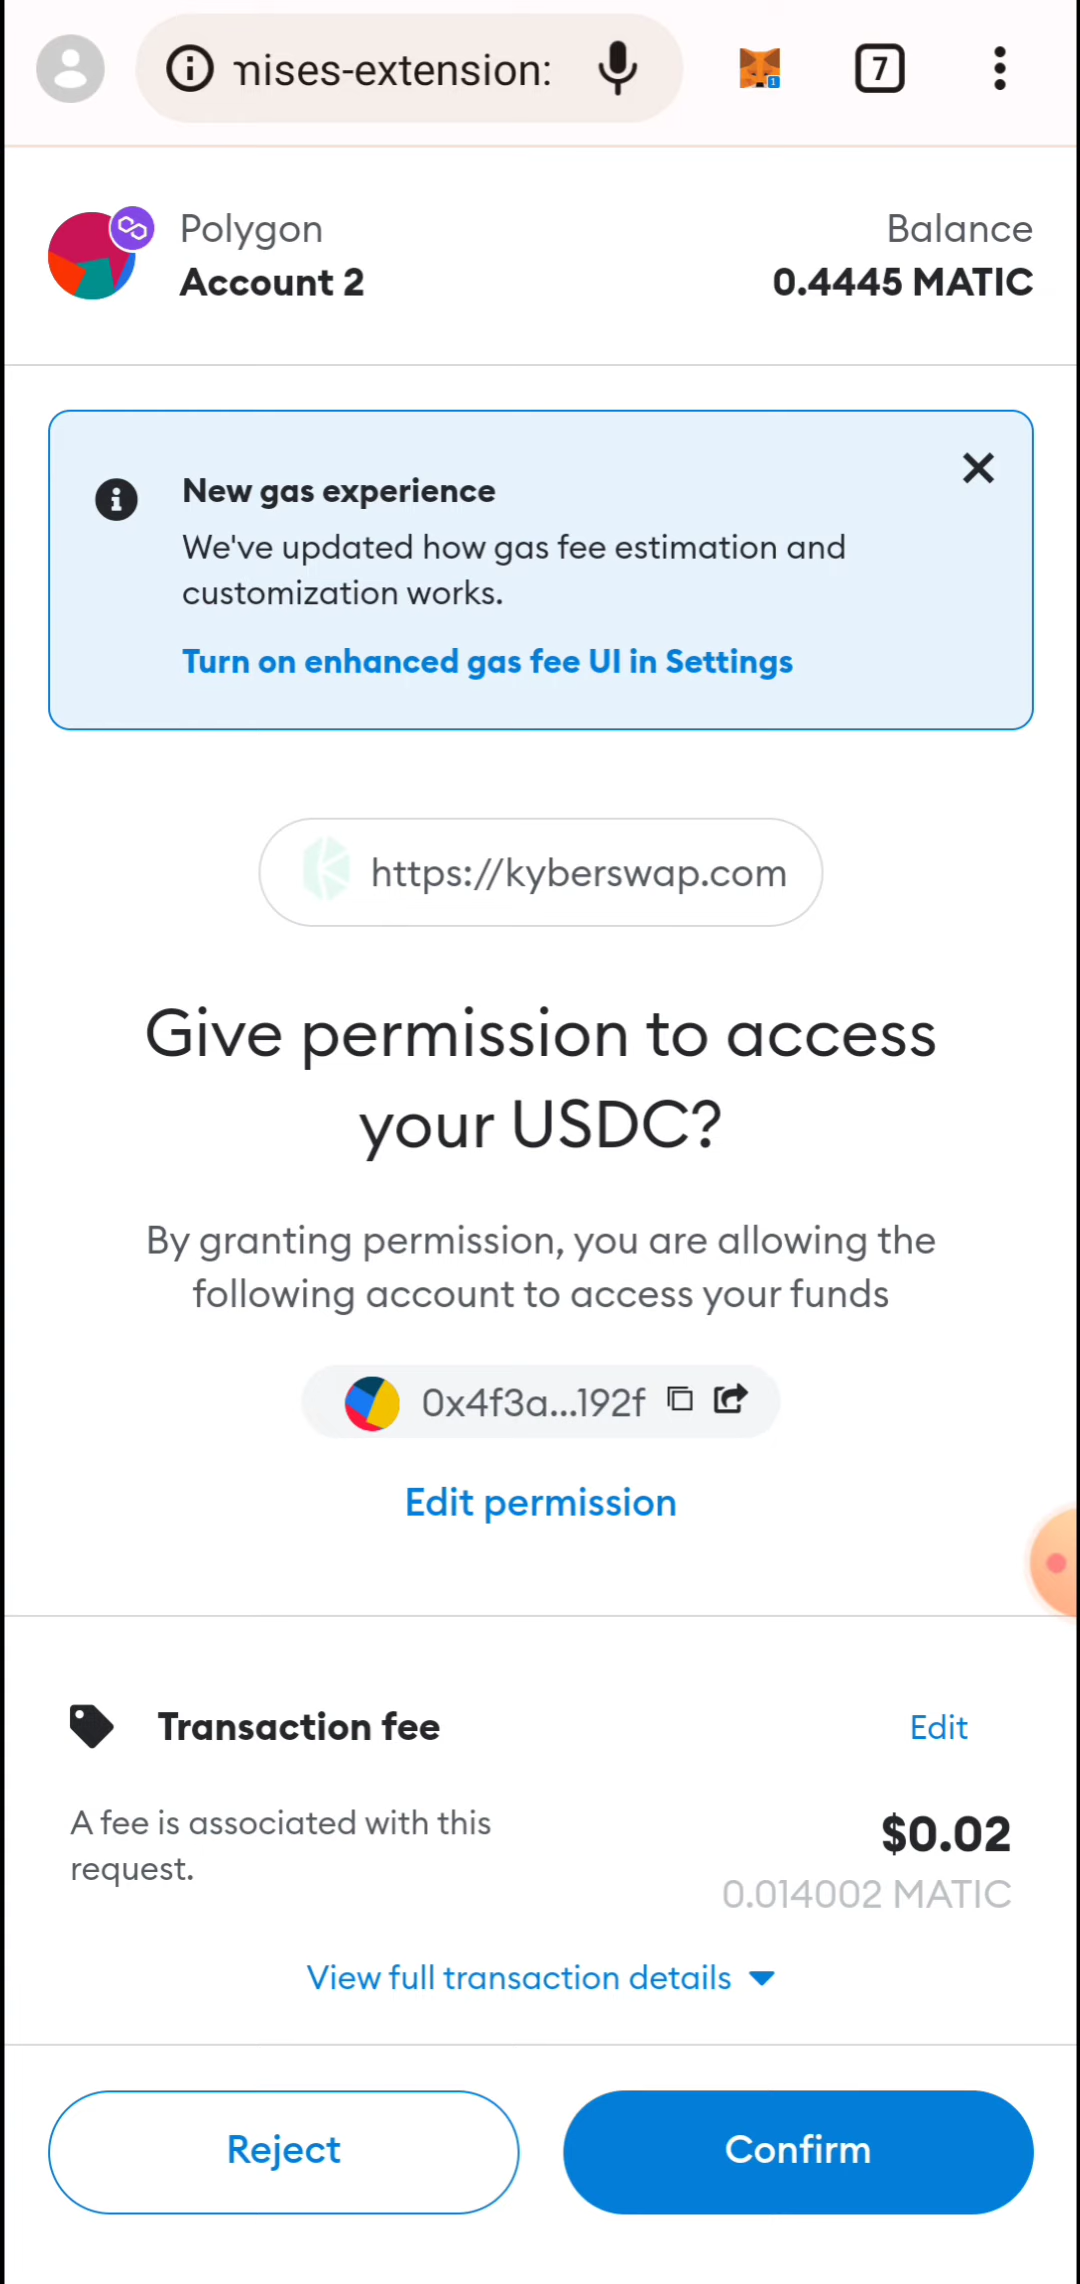 mises-extension:
1
7
Polygon
Balance
Account 2
0.4445 MATIC
New gas experience
We've updated how gas fee estimation and
customization works.
Turn on enhanced gas fee UI in Settings
https://kyberswap.com
Give permission to access
your USDC?
By granting permission, you are allowing the
following account to access your funds
0x4f3a...192f
Edit permission
Transaction fee
Edit
A fee is associated with this
request.
$0.02
0.014002 MATIC
View full transaction details
Reject
Confirm